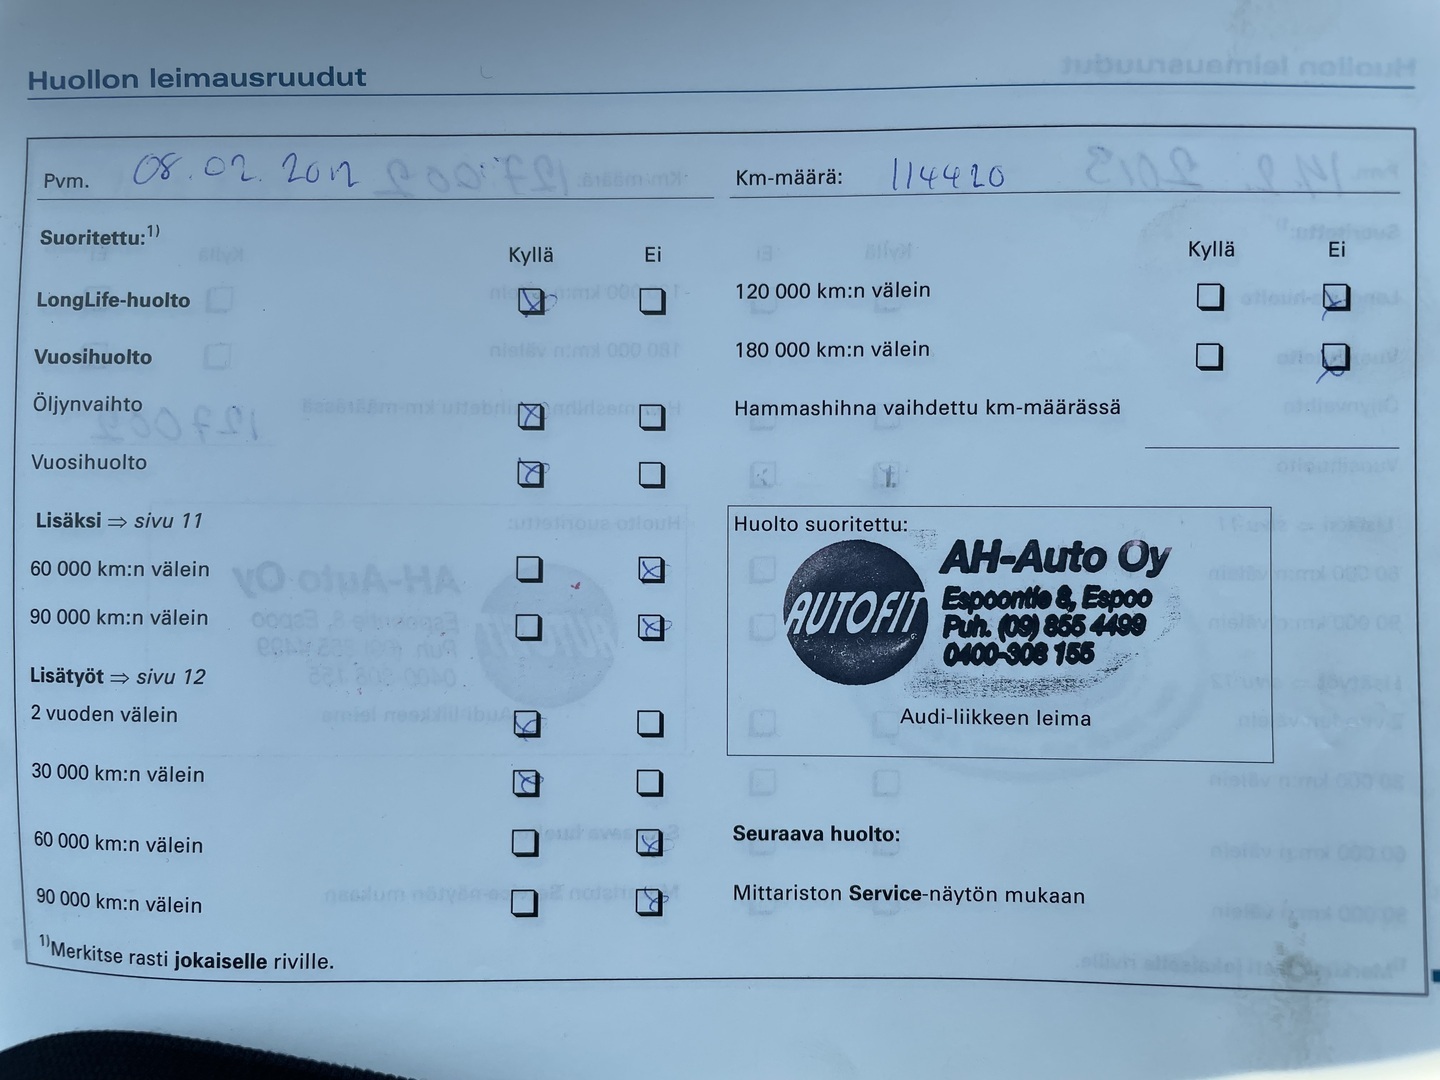 Huollon leimausruudut
Pvm. 08.02.2012
Km-määrä: 114420
Suoritettu:1)
Kyllä Ei
LongLife-huolto
Vuosihuolto
Öljynvaihto
Vuosihuolto
Lisäksi ⇒ sivu 11
60 000 km:n välein
90 000 km:n välein
Lisätyöt ⇒ sivu 12
2 vuoden välein
30 000 km:n välein
60 000 km:n välein
90 000 km:n välein
1)Merkitse rasti jokaiselle riville.
Kyllä Ei
120 000 km:n välein
180 000 km:n välein
Hammashihna vaihdettu km-määrässä
Huolto suoritettu:
AUTOFIT
AH-Auto Oy
Espoontie 8, Espoo
Puh. (09) 855 4499
0400-308 155
Audi-liikkeen leima
Seuraava huolto:
Mittariston Service-näytön mukaan